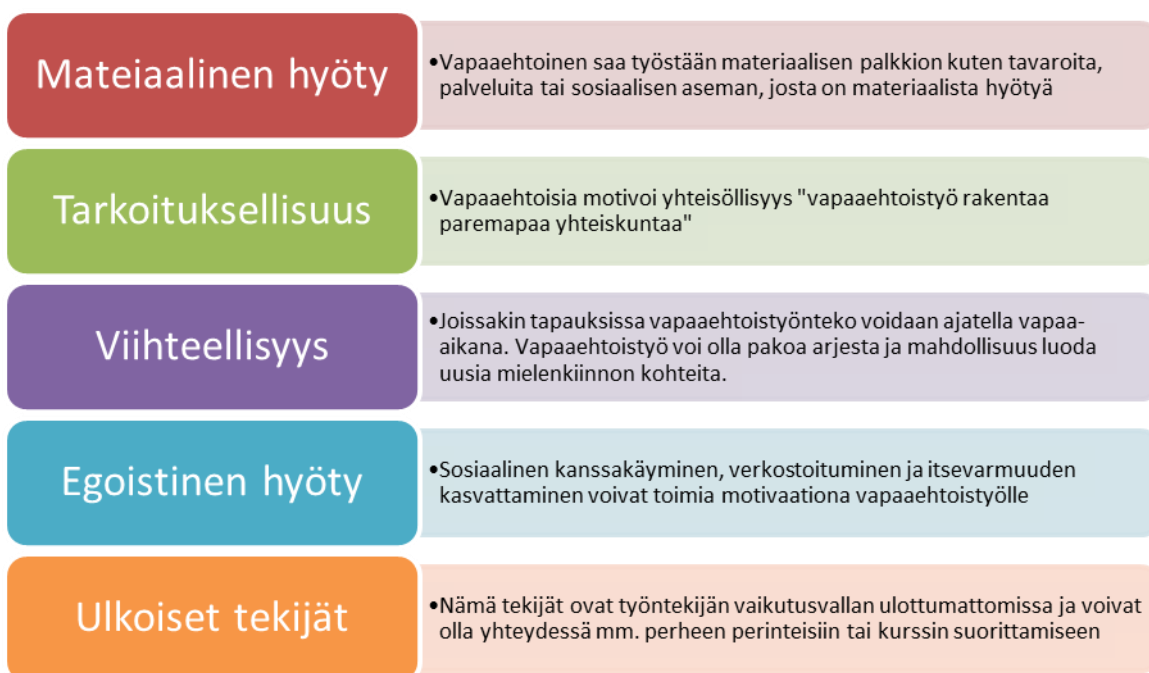 Mateiaalinen hyöty
•Vapaaehtoinen saa työstään materiaalisen palkkion kuten tavaroita,
palveluita tai sosiaalisen aseman, josta on materiaalista hyötyä
Tarkoituksellisuus
•Vapaaehtoisia motivoi yhteisöllisyys "vapaaehtoistyö rakentaa
paremapaa yhteiskuntaa"
Viihteellisyys
•Joissakin tapauksissa vapaaehtoistyönteko voidaan ajatella vapaa-
aikana. Vapaaehtoistyö voi olla pakoa arjesta ja mahdollisuus luoda
uusia mielenkiinnon kohteita.
Egoistinen hyöty
•Sosiaalinen kanssakäyminen, verkostoituminen ja itsevarmuuden
kasvattaminen voivat toimia motivaationa vapaaehtoistyölle
Ulkoiset tekijät
•Nämä tekijät ovat työntekijän vaikutusvallan ulottumattomissa ja voivat
olla yhteydessä mm. perheen perinteisiin tai kurssin suorittamiseen